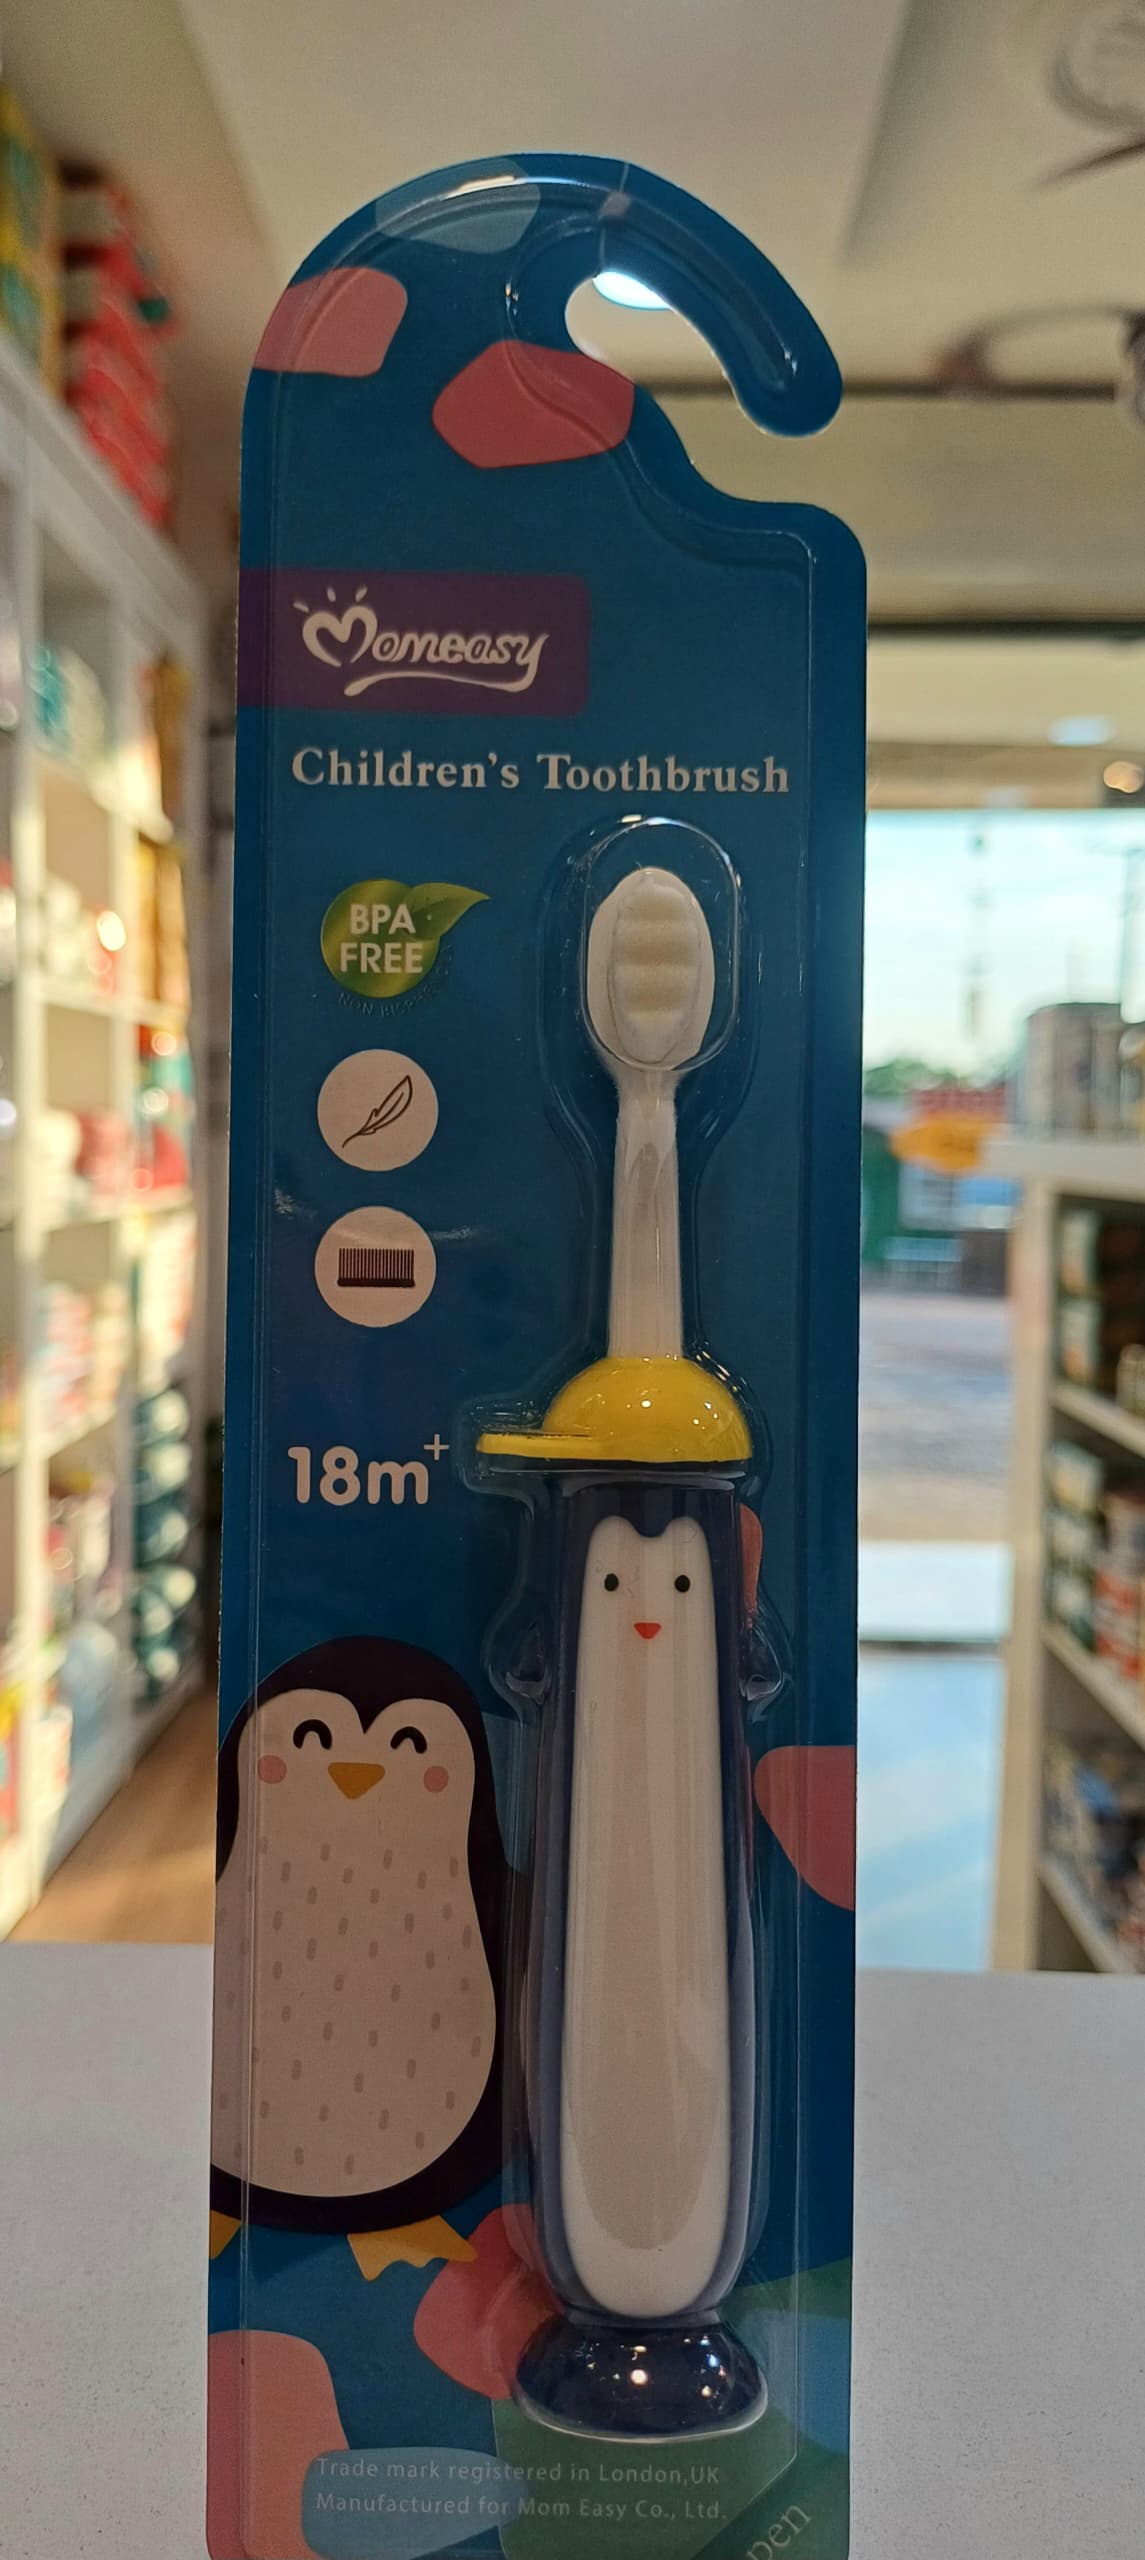 Momeasy
Children's Toothbrush
BPA
FREE
18m+
Trade mark registered in London,UK
Manufactured for Mom Easy Co., Ltd.